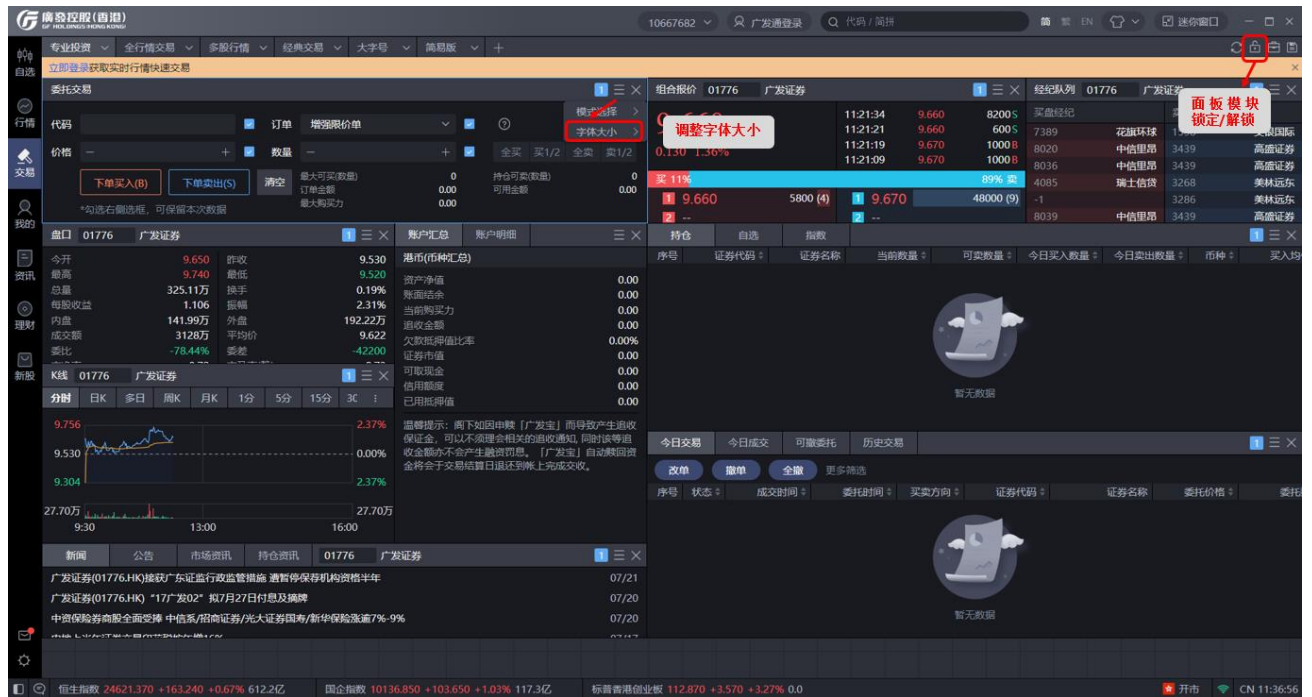 廣發控股(香港)
GF HOLDINGS (HONG KONG)
10667682 广发通登录 代码 / 简拼 简 繁 EN 迷你窗口
自选
行情
交易
我的
资讯
理财
新股
专业投资 全行情交易 多股行情 经典交易 大字号 简易版 +
立即登录获取实时行情快速交易
面板模块
锁定/解锁
委托交易 1
模式选择
字体大小
调整字体大小
代码 订单 增强限价单
价格 − + 数量 − + 全买 买1/2 全卖 卖1/2
下单买入(B) 下单卖出(S) 清空
最大可买(数量) 0 持仓可卖(数量) 0
订单金额 0.00 可用金额 0.00
最大购买力 0.00
*勾选右侧选框，可保留本次数据
组合报价 01776 广发证券 1
0.130 1.36%
11:21:34 9.660 8200S
11:21:21 9.660 600S
11:21:19 9.670 1000B
11:21:09 9.670 1000B
买 11% 89% 卖
1 9.660 5800 (4) 1 9.670 48000 (9)
2 -- 2 --
经纪队列 01776
买盘经纪
7389 花旗环球
8020 中信里昂 3439 高盛证券
8036 中信里昂 3439 高盛证券
4085 瑞士信贷 3268 美林远东
-1 3286 美林远东
8039 中信里昂 3439 高盛证券
盘口 01776 广发证券 1
今开 9.650 昨收 9.530
最高 9.740 最低 9.520
总量 325.11万 换手 0.19%
每股收益 1.106 振幅 2.31%
内盘 141.99万 外盘 192.22万
成交额 3128万 平均价 9.622
委比 -78.44% 委差 -42200
账户汇总 账户明细
港币(币种汇总)
资产净值 0.00
账面结余 0.00
当前购买力 0.00
追收金额 0.00
欠款抵押值比率 0.00%
证券市值 0.00
可取现金 0.00
信用额度 0.00
已用抵押值 0.00
温馨提示：阁下如因申赎「广发宝」而导致产生追收
保证金，可以不须理会相关的追收通知, 同时该等追
收金额亦不会产生融资罚息。「广发宝」自动赎回资
金将会于交易结算日退还到帐上完成交收。
持仓 自选 指数 1
序号 证券代码 证券名称 当前数量 可卖数量 今日买入数量 今日卖出数量 币种 买入均
暂无数据
K线 01776 广发证券 1
分时 日K 多日 周K 月K 1分 5分 15分
9.756 2.37%
9.530 0.00%
9.304 2.37%
27.70万 27.70万
9:30 13:00 16:00
今日交易 今日成交 可撤委托 历史交易 1
改单 撤单 全撤 更多筛选
序号 状态 成交时间 委托时间 买卖方向 证券代码 证券名称 委托价格 委托
暂无数据
新闻 公告 市场资讯 持仓资讯 01776 广发证券 1
广发证券(01776.HK)接获广东证监行政监管措施 遭暂停保荐机构资格半年 07/21
广发证券(01776.HK) “17广发02” 拟7月27日付息及摘牌 07/20
中资保险券商股全面受捧 中信系/招商证券/光大证券国寿/新华保险涨逾7%-9% 07/20
恒生指数 24621.370 +163.240 +0.67% 612.2亿 国企指数 10136.850 +103.650 +1.03% 117.3亿 标普香港创业板 112.870 +3.570 +3.27% 0.0 开市 CN 11:36:56